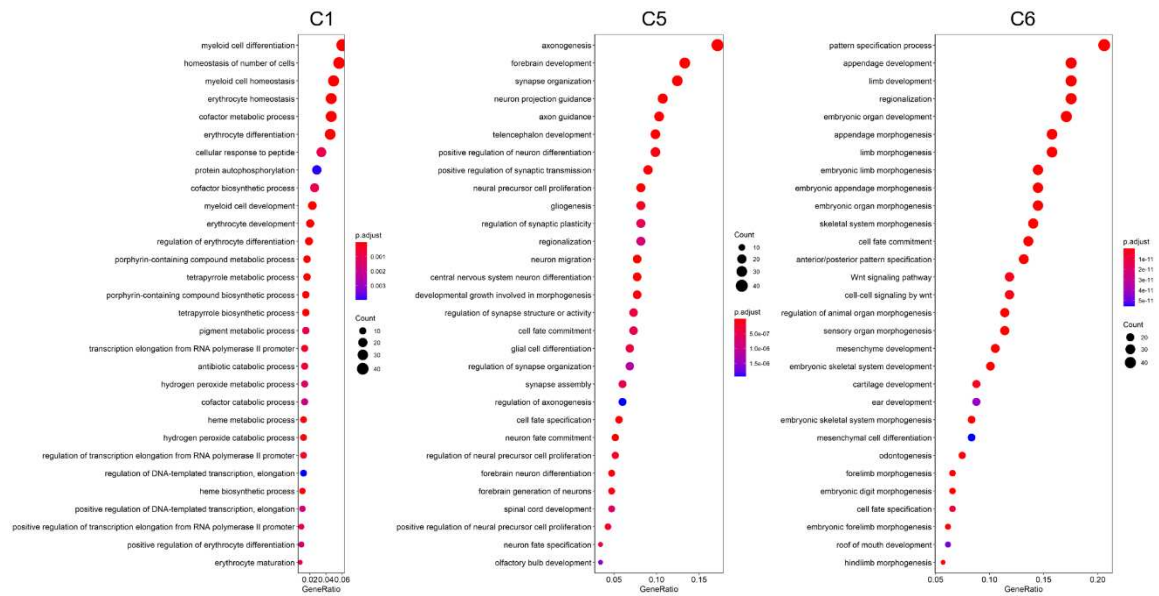 C1
myeloid cell differentiation
homeostasis of number of cells
myeloid cell homeostasis
erythrocyte homeostasis
cofactor metabolic process
erythrocyte differentiation
cellular response to peptide
protein autophosphorylation
cofactor biosynthetic process
myeloid cell development
erythrocyte development
regulation of erythrocyte differentiation
porphyrin-containing compound metabolic process
tetrapyrrole metabolic process
porphyrin-containing compound biosynthetic process
tetrapyrrole biosynthetic process
pigment metabolic process
transcription elongation from RNA polymerase II promoter
antibiotic catabolic process
hydrogen peroxide metabolic process
cofactor catabolic process
heme metabolic process
hydrogen peroxide catabolic process
regulation of transcription elongation from RNA polymerase II promoter
regulation of DNA-templated transcription, elongation
heme biosynthetic process
positive regulation of DNA-templated transcription, elongation
positive regulation of transcription elongation from RNA polymerase II promoter
positive regulation of erythrocyte differentiation
erythrocyte maturation
0.02 0.04 0.06
GeneRatio
p.adjust
0.001
0.002
0.003
Count
10
20
30
40
C5
axonogenesis
forebrain development
synapse organization
neuron projection guidance
axon guidance
telencephalon development
positive regulation of neuron differentiation
positive regulation of synaptic transmission
neural precursor cell proliferation
gliogenesis
regulation of synaptic plasticity
regionalization
neuron migration
central nervous system neuron differentiation
developmental growth involved in morphogenesis
regulation of synapse structure or activity
cell fate commitment
glial cell differentiation
regulation of synapse organization
synapse assembly
regulation of axonogenesis
cell fate specification
neuron fate commitment
regulation of neural precursor cell proliferation
forebrain neuron differentiation
forebrain generation of neurons
spinal cord development
positive regulation of neural precursor cell proliferation
neuron fate specification
olfactory bulb development
0.05 0.10 0.15
GeneRatio
Count
10
20
30
40
p.adjust
5.0e-07
1.0e-06
1.5e-06
C6
pattern specification process
appendage development
limb development
regionalization
embryonic organ development
appendage morphogenesis
limb morphogenesis
embryonic limb morphogenesis
embryonic appendage morphogenesis
embryonic organ morphogenesis
skeletal system morphogenesis
cell fate commitment
anterior/posterior pattern specification
Wnt signaling pathway
cell-cell signaling by wnt
regulation of animal organ morphogenesis
sensory organ morphogenesis
mesenchyme development
embryonic skeletal system development
cartilage development
ear development
embryonic skeletal system morphogenesis
mesenchymal cell differentiation
odontogenesis
forelimb morphogenesis
embryonic digit morphogenesis
cell fate specification
embryonic forelimb morphogenesis
roof of mouth development
hindlimb morphogenesis
0.05 0.10 0.15 0.20
GeneRatio
p.adjust
1e-11
2e-11
3e-11
4e-11
5e-11
Count
20
30
40